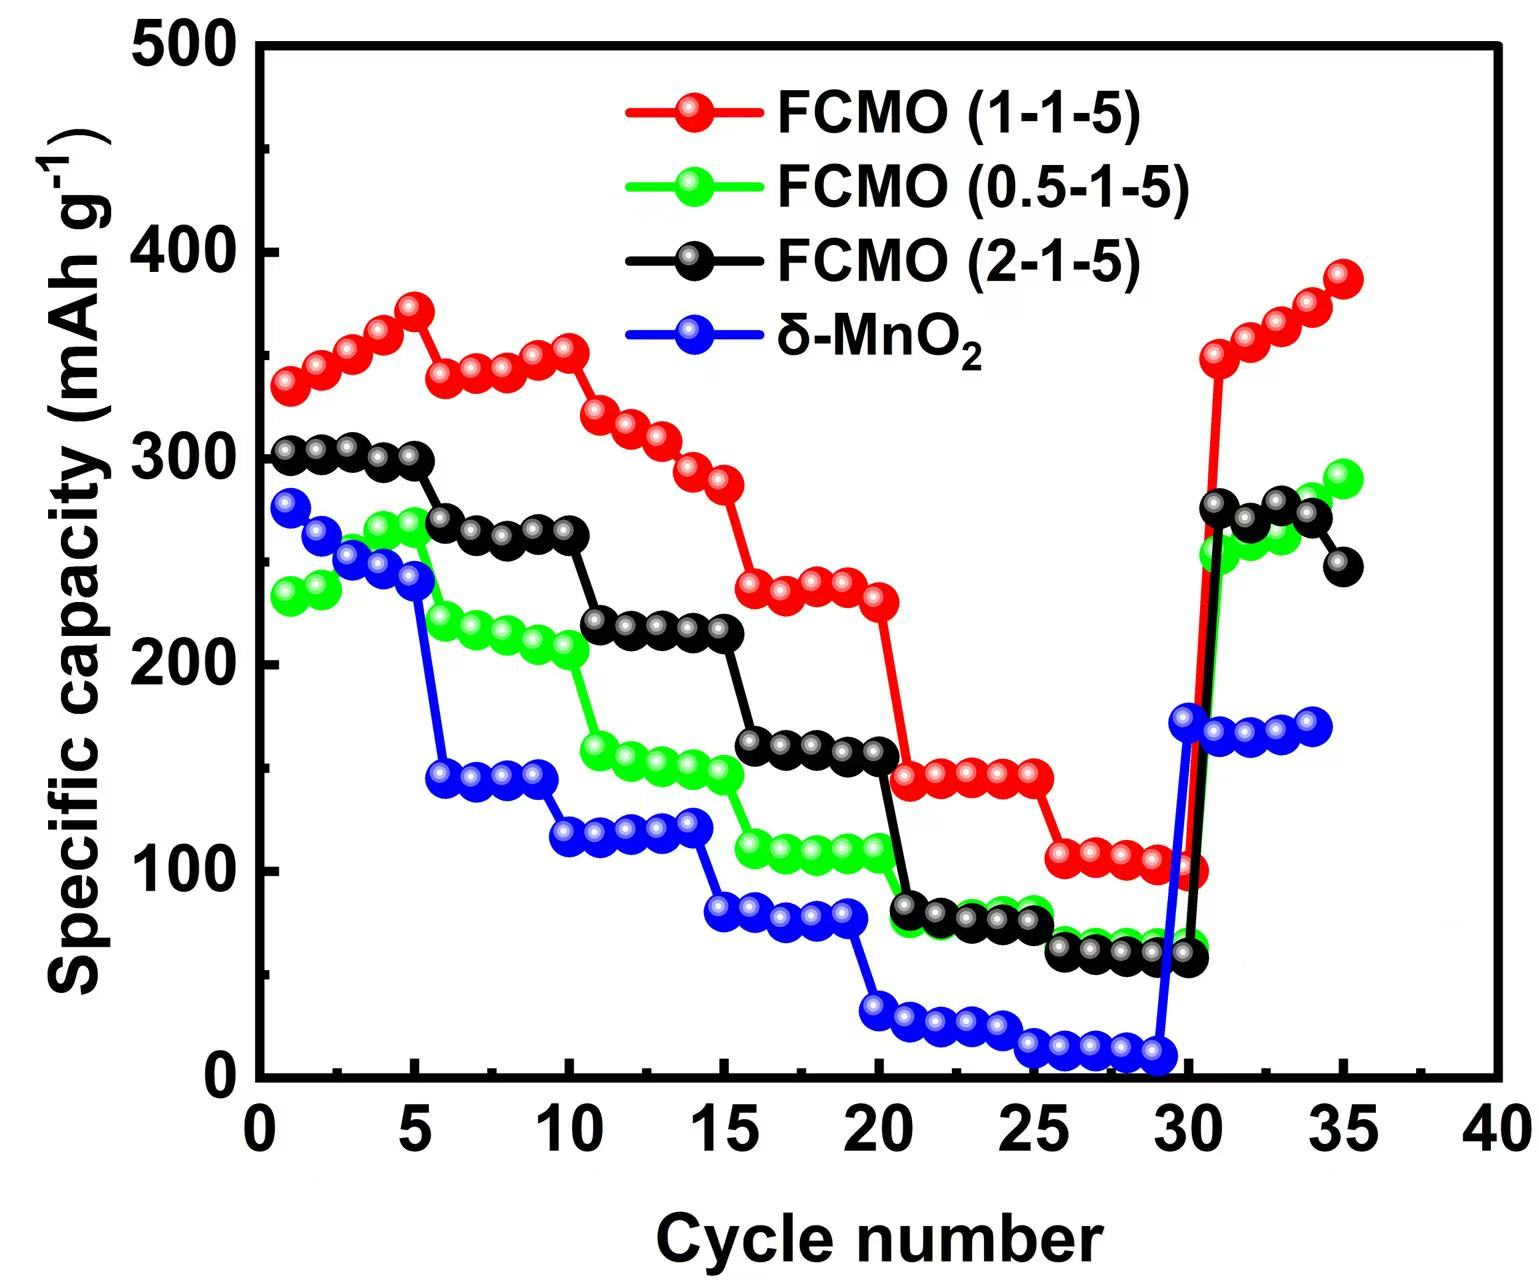 500
400
300
200
100
0
Specific capacity (mAh g⁻¹)
FCMO (1-1-5)
FCMO (0.5-1-5)
FCMO (2-1-5)
δ-MnO₂
0 5 10 15 20 25 30 35 40
Cycle number